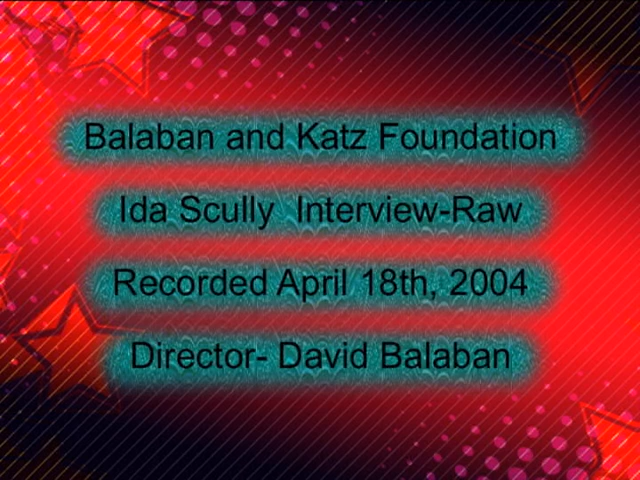 Balaban and Katz Foundation
Ida Scully  Interview-Raw
Recorded April 18th, 2004
Director- David Balaban